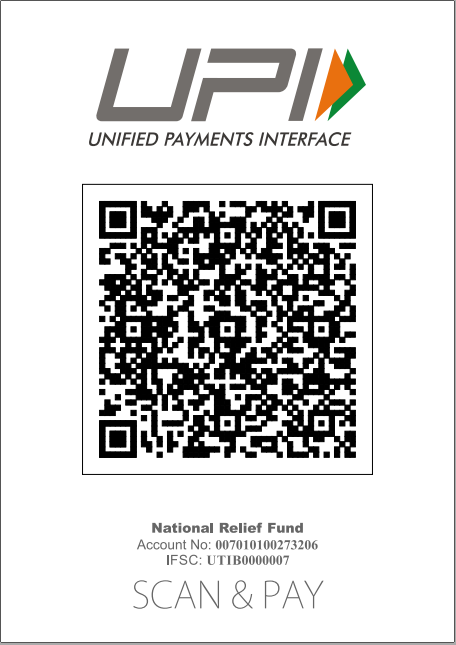 UPI
UNIFIED PAYMENTS INTERFACE
National Relief Fund
Account No: 007010100273206
IFSC: UTIB0000007
SCAN & PAY